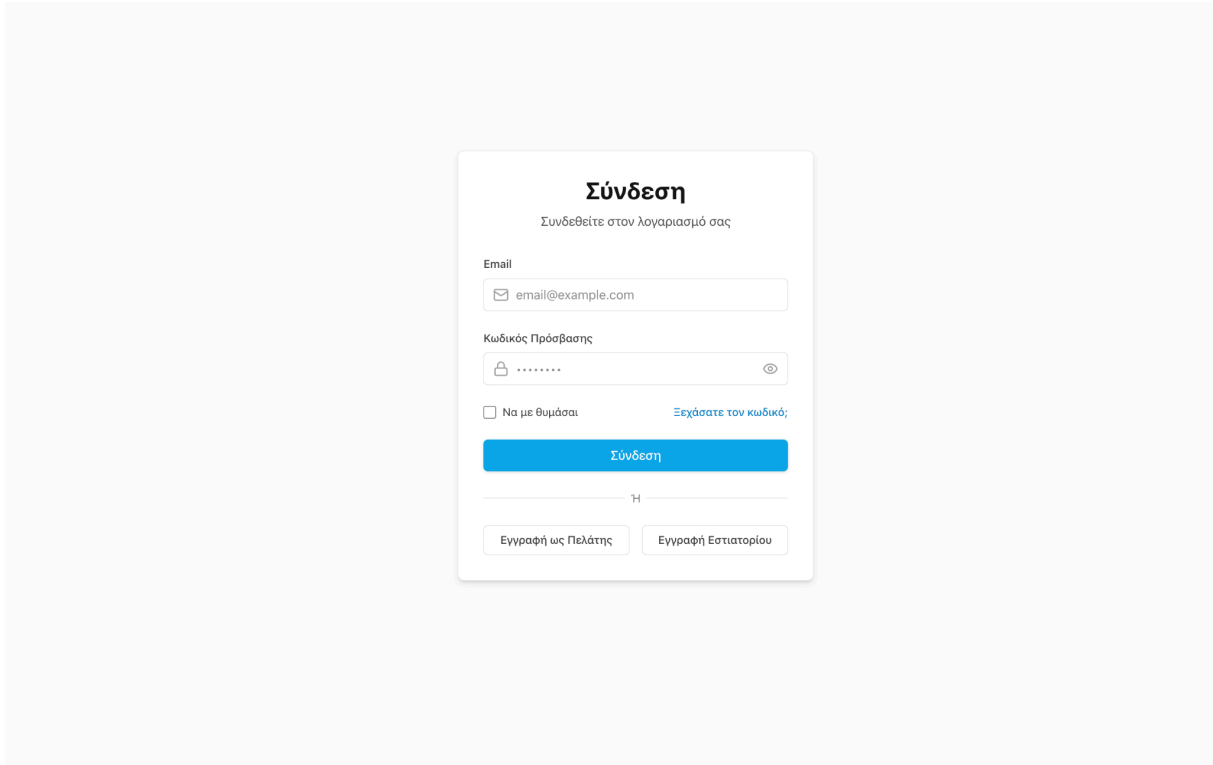 Σύνδεση
Συνδεθείτε στον λογαριασμό σας
Email
email@example.com
Κωδικός Πρόσβασης
••••••••
Να με θυμάσαι
Ξεχάσατε τον κωδικό;
Σύνδεση
Ή
Εγγραφή ως Πελάτης
Εγγραφή Εστιατορίου